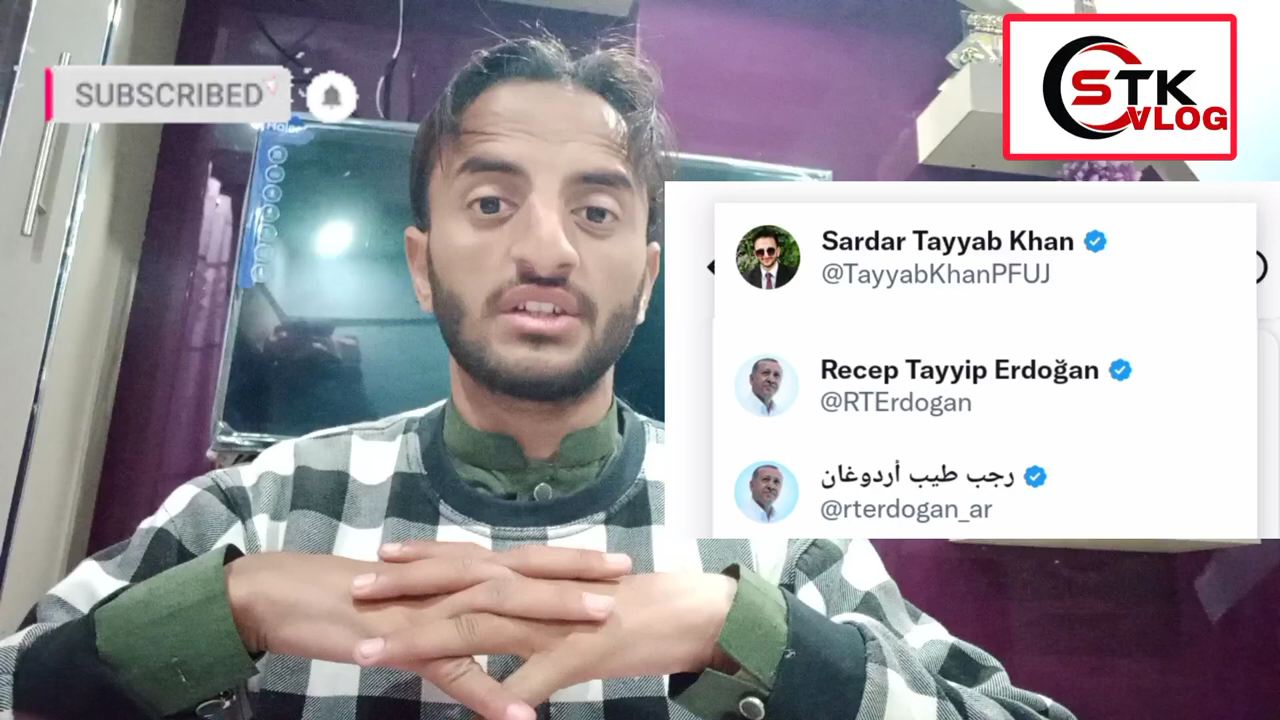 SUBSCRIBED
STK
VLOG
Sardar Tayyab Khan
@TayyabKhanPFUJ
Recep Tayyip Erdoğan
@RTErdogan
رجب طيب أردوغان
@rterdogan_ar